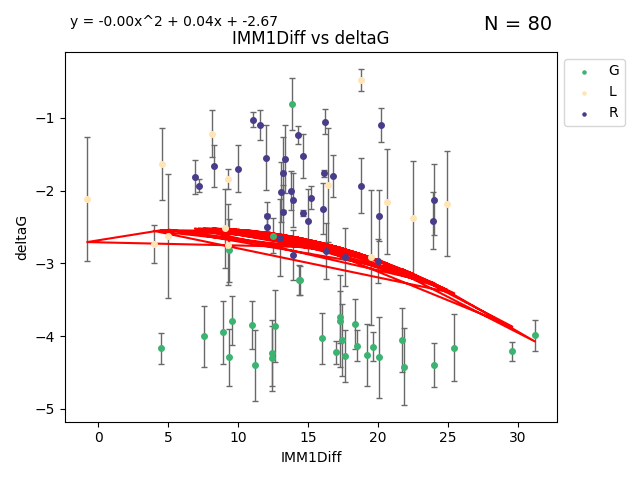 y = -0.00x^2 + 0.04x + -2.67
N = 80
IMM1Diff vs deltaG
G
L
R
deltaG
−1
−2
−3
−4
−5
0 5 10 15 20 25 30
IMM1Diff